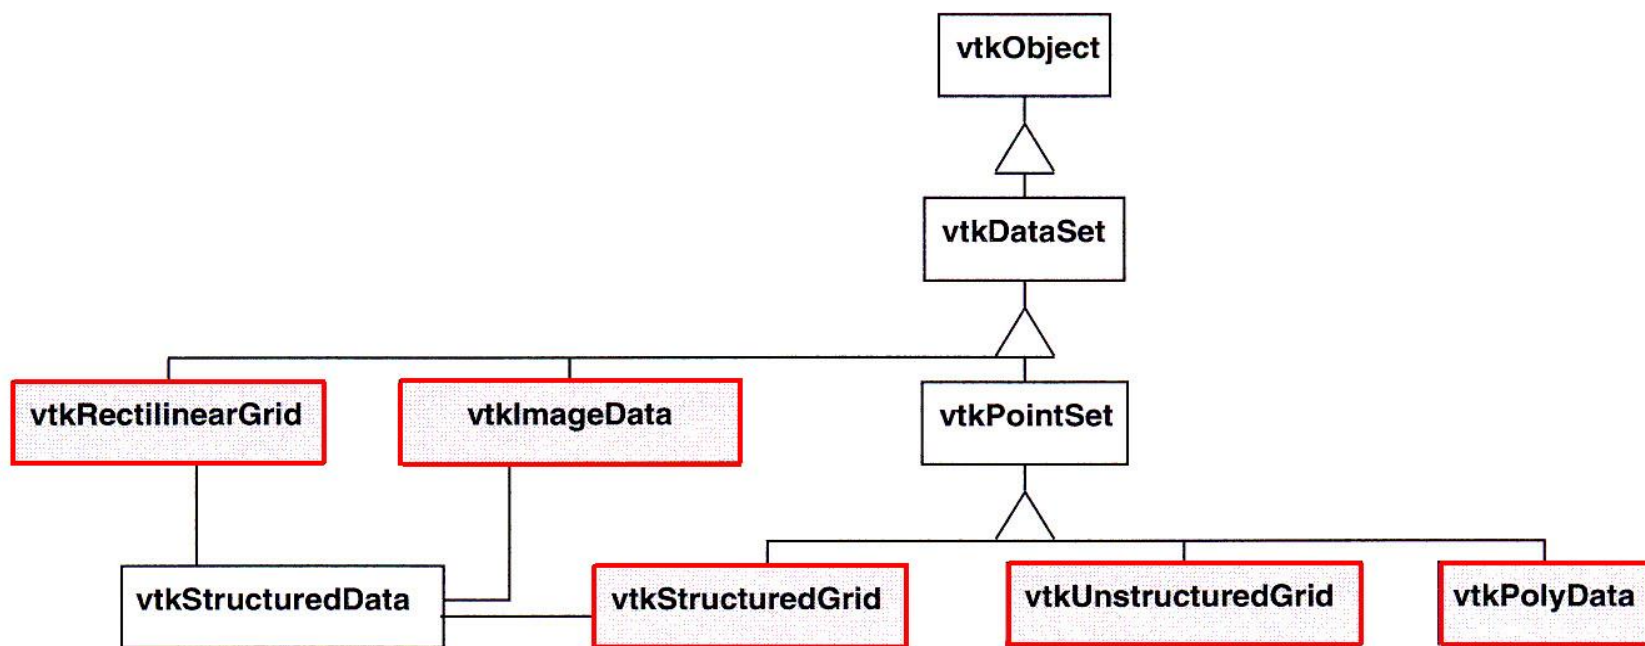 vtkObject
vtkDataSet
vtkRectilinearGrid
vtkImageData
vtkPointSet
vtkStructuredData
vtkStructuredGrid
vtkUnstructuredGrid
vtkPolyData